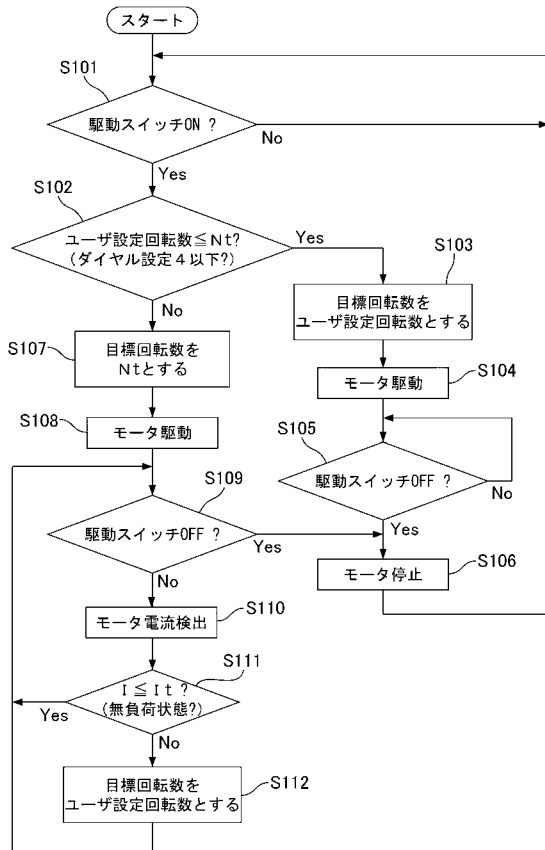 スタート
S101
駆動スイッチON ?
No
Yes
S102
ユーザ設定回転数≦Nt?
(ダイヤル設定4以下?)
Yes
No
S103
目標回転数を
ユーザ設定回転数とする
S107
目標回転数を
Ntとする
S104
モータ駆動
S108
モータ駆動
S105
駆動スイッチOFF ?
No
Yes
S109
駆動スイッチOFF ?
Yes
No
S106
モータ停止
S110
モータ電流検出
S111
I≦It ?
(無負荷状態?)
Yes
No
S112
目標回転数を
ユーザ設定回転数とする